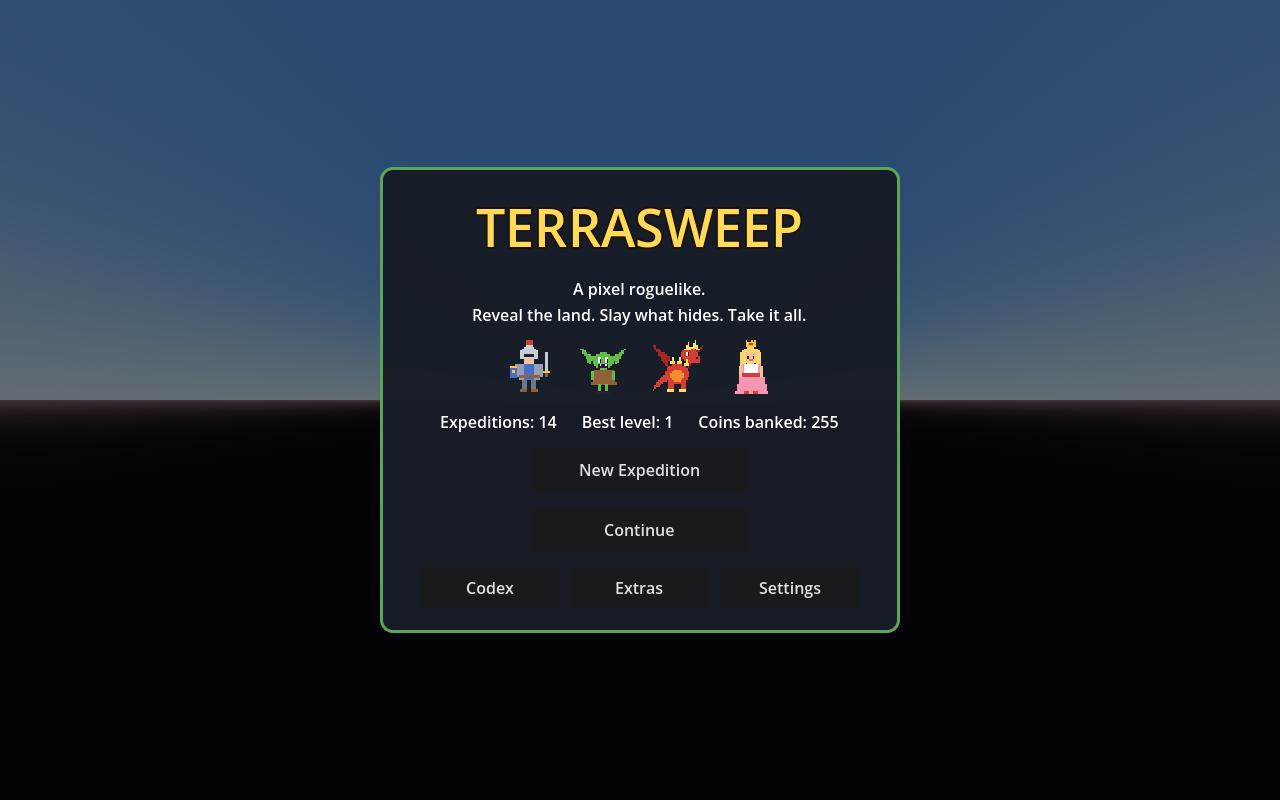 TERRASWEEP
A pixel roguelike.
Reveal the land. Slay what hides. Take it all.
Expeditions: 14 Best level: 1 Coins banked: 255
New Expedition
Continue
Codex Extras Settings